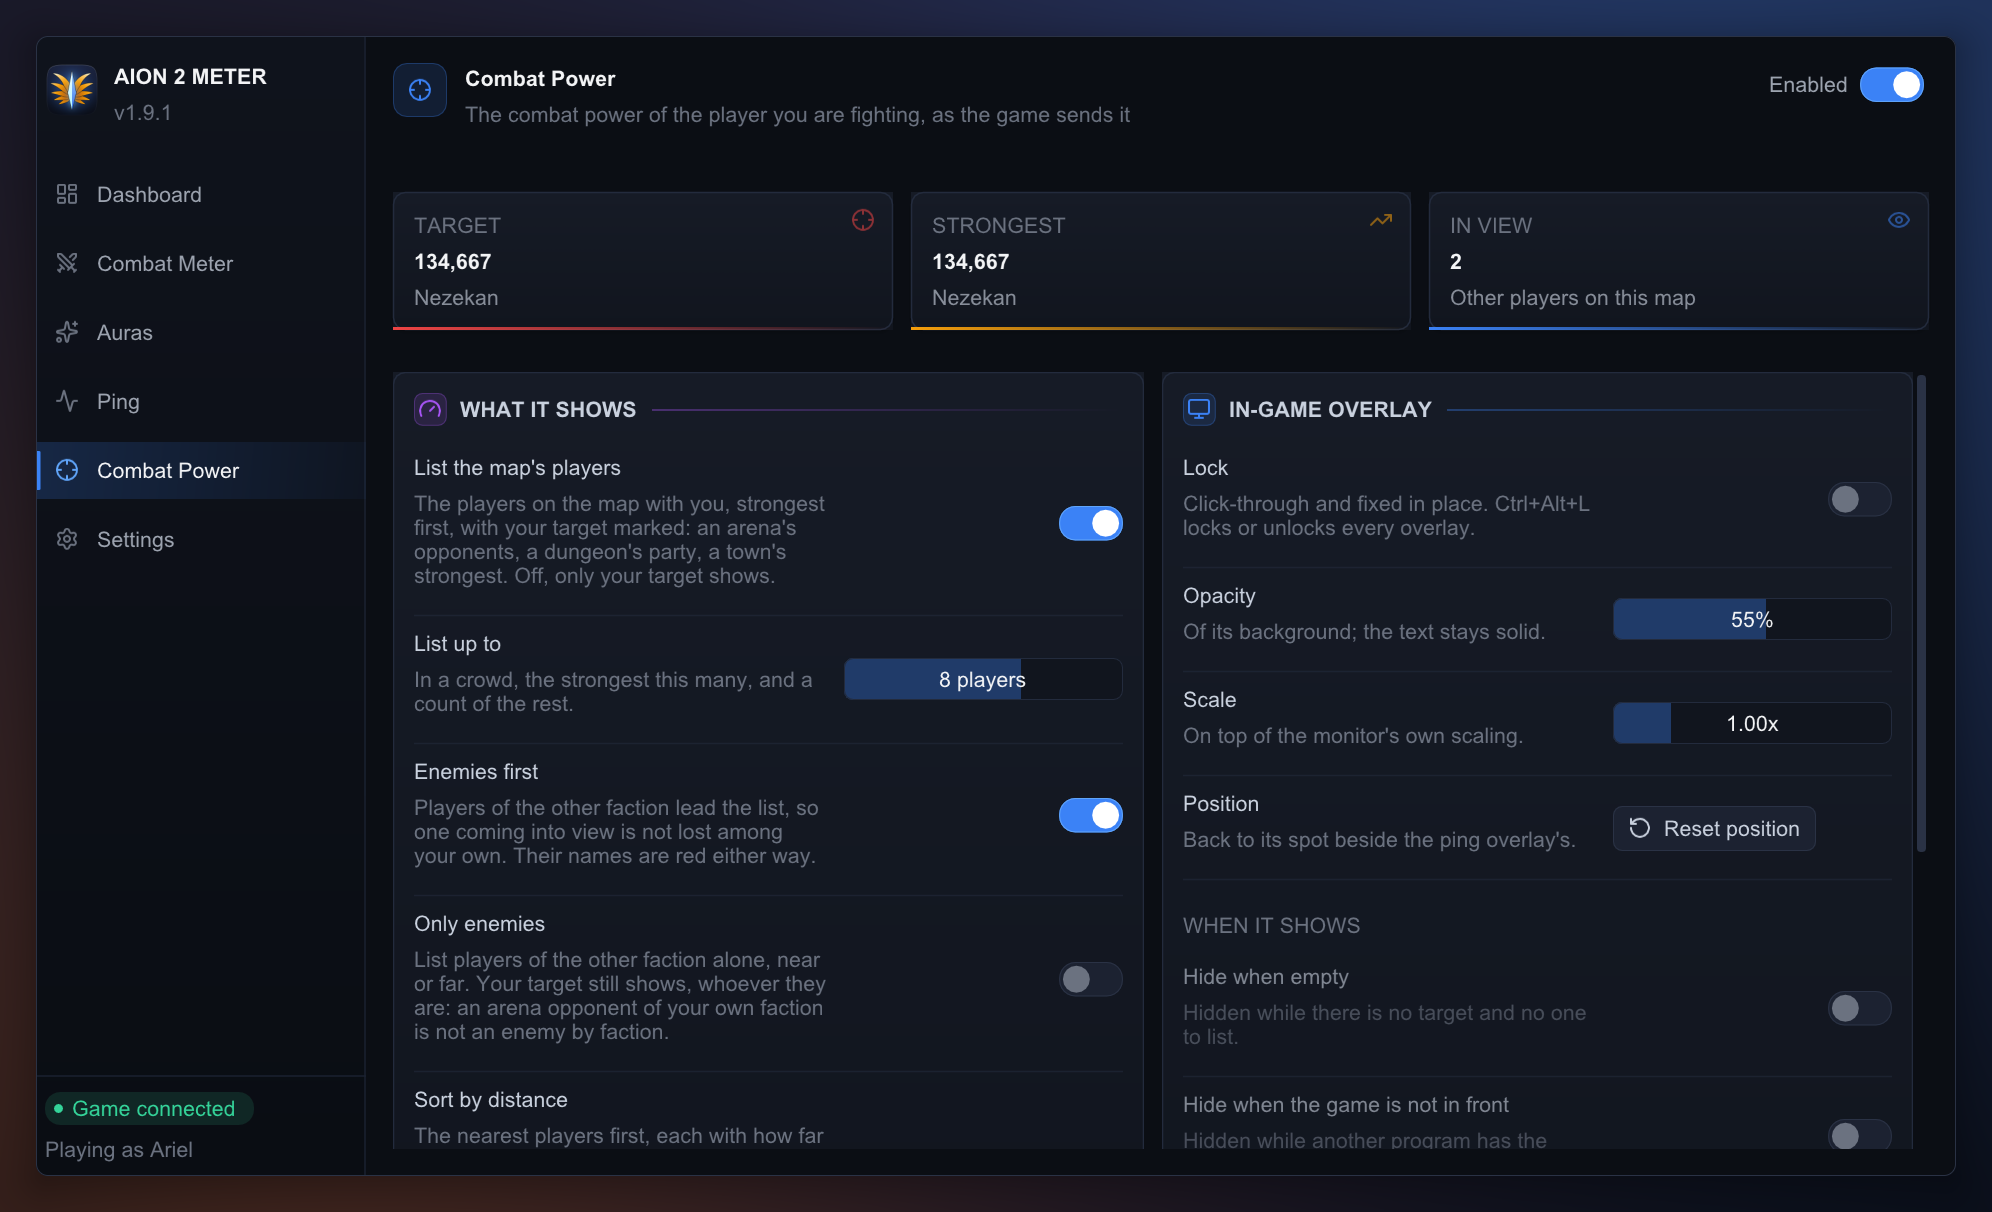 AION 2 METER
v1.9.1
Dashboard
Combat Meter
Auras
Ping
Combat Power
Settings
Game connected
Playing as Ariel
Combat Power
The combat power of the player you are fighting, as the game sends it
Enabled
TARGET
134,667
Nezekan
STRONGEST
134,667
Nezekan
IN VIEW
2
Other players on this map
WHAT IT SHOWS
List the map's players
The players on the map with you, strongest
first, with your target marked: an arena's
opponents, a dungeon's party, a town's
strongest. Off, only your target shows.
List up to
In a crowd, the strongest this many, and a
count of the rest.
8 players
Enemies first
Players of the other faction lead the list, so
one coming into view is not lost among
your own. Their names are red either way.
Only enemies
List players of the other faction alone, near
or far. Your target still shows, whoever they
are: an arena opponent of your own faction
is not an enemy by faction.
Sort by distance
The nearest players first, each with how far
IN-GAME OVERLAY
Lock
Click-through and fixed in place. Ctrl+Alt+L
locks or unlocks every overlay.
Opacity
Of its background; the text stays solid.
55%
Scale
On top of the monitor's own scaling.
1.00x
Position
Back to its spot beside the ping overlay's.
Reset position
WHEN IT SHOWS
Hide when empty
Hidden while there is no target and no one
to list.
Hide when the game is not in front
Hidden while another program has the